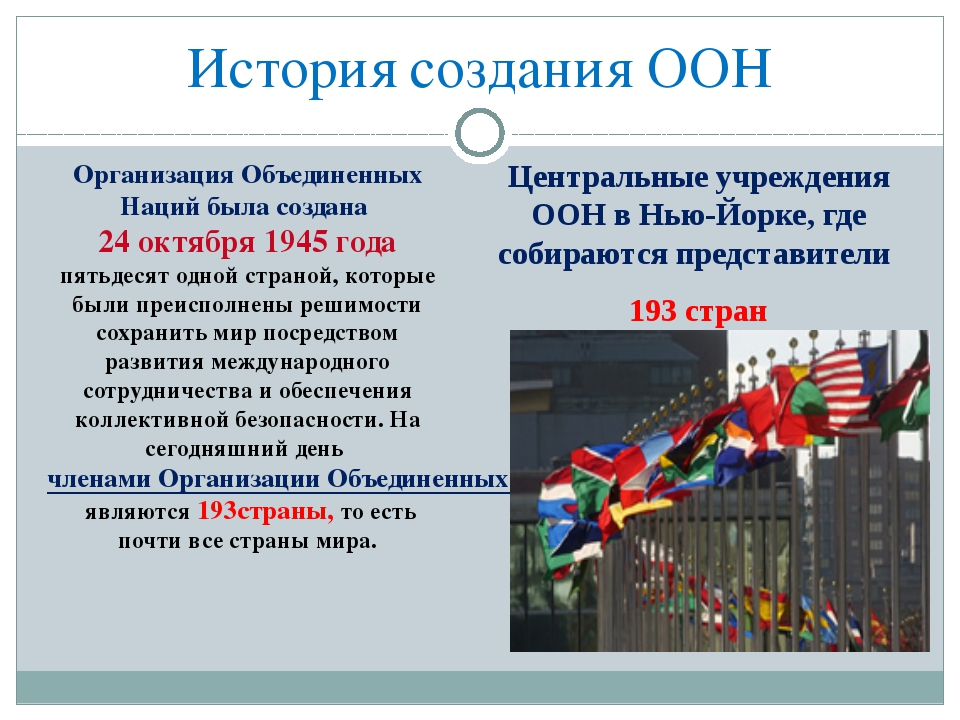 История создания ООН
Организация Объединенных
Наций была создана
24 октября 1945 года
пятьдесят одной страной, которые
были преисполнены решимости
сохранить мир посредством
развития международного
сотрудничества и обеспечения
коллективной безопасности. На
сегодняшний день
членами Организации Объединенных
являются 193страны, то есть
почти все страны мира.
Центральные учреждения
ООН в Нью-Йорке, где
собираются представители
193 стран